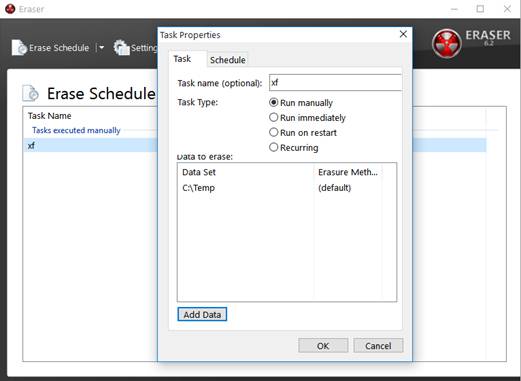 Eraser
Erase Schedule
Setting
ERASER
6.2
Erase Schedule
Task Name
Tasks executed manually
xf
Task Properties
Task
Schedule
Task name (optional):
xf
Task Type:
Run manually
Run immediately
Run on restart
Recurring
Data to erase:
Data Set
Erasure Meth...
C:\Temp
(default)
Add Data
OK
Cancel